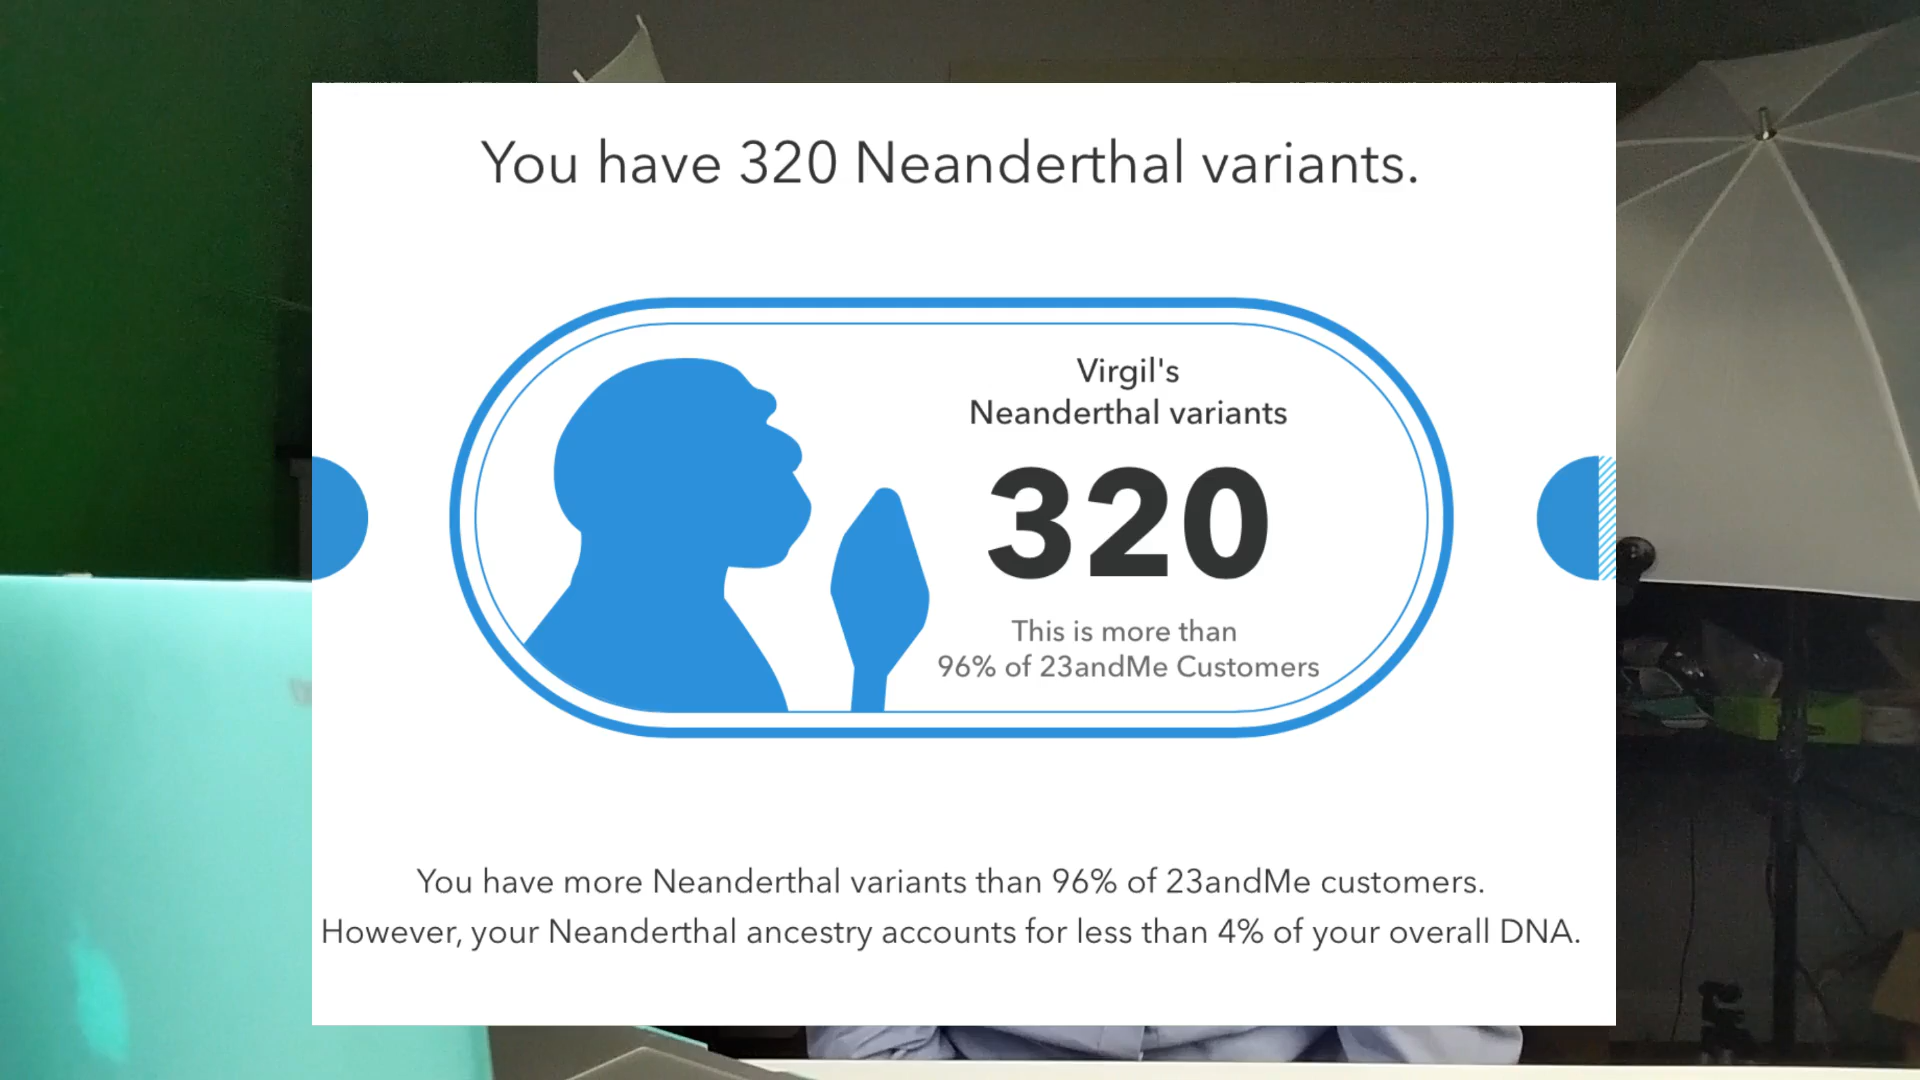 You have 320 Neanderthal variants.
Virgil's
Neanderthal variants
320
This is more than
96% of 23andMe Customers
You have more Neanderthal variants than 96% of 23andMe customers.
However, your Neanderthal ancestry accounts for less than 4% of your overall DNA.